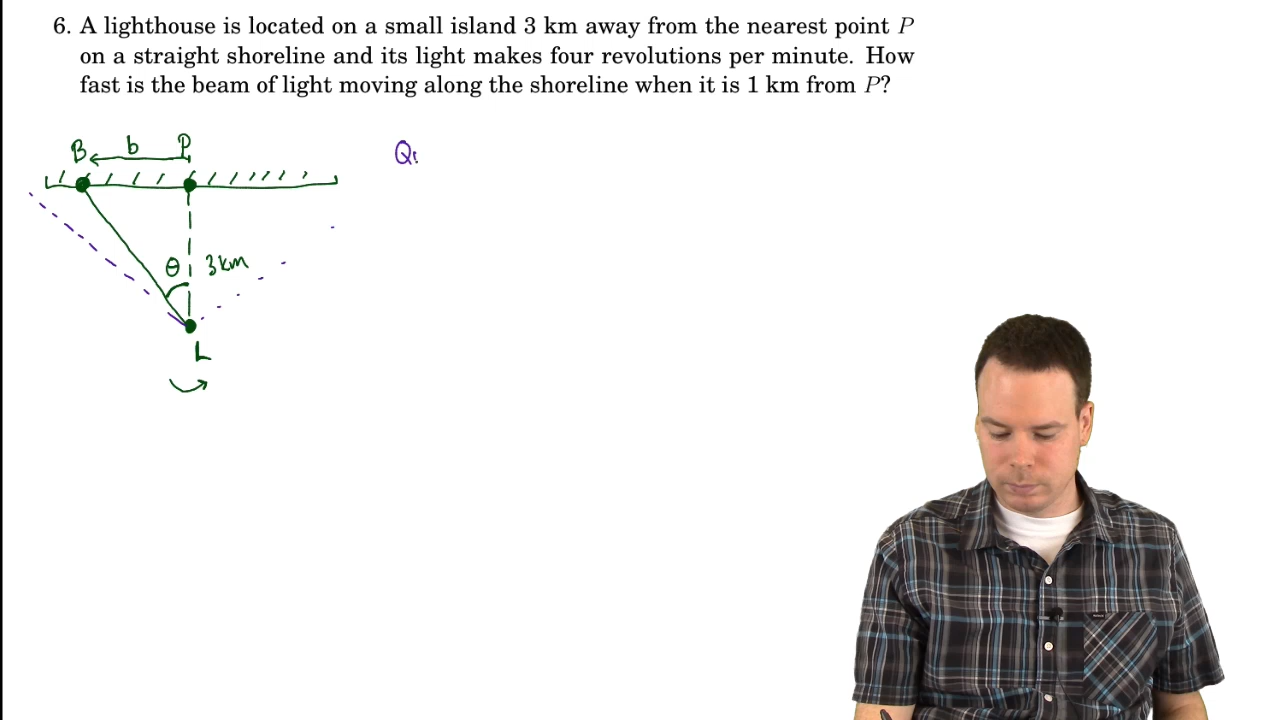 6. A lighthouse is located on a small island 3 km away from the nearest point P
on a straight shoreline and its light makes four revolutions per minute. How
fast is the beam of light moving along the shoreline when it is 1 km from P?
B b P
θ 3km
L
Q